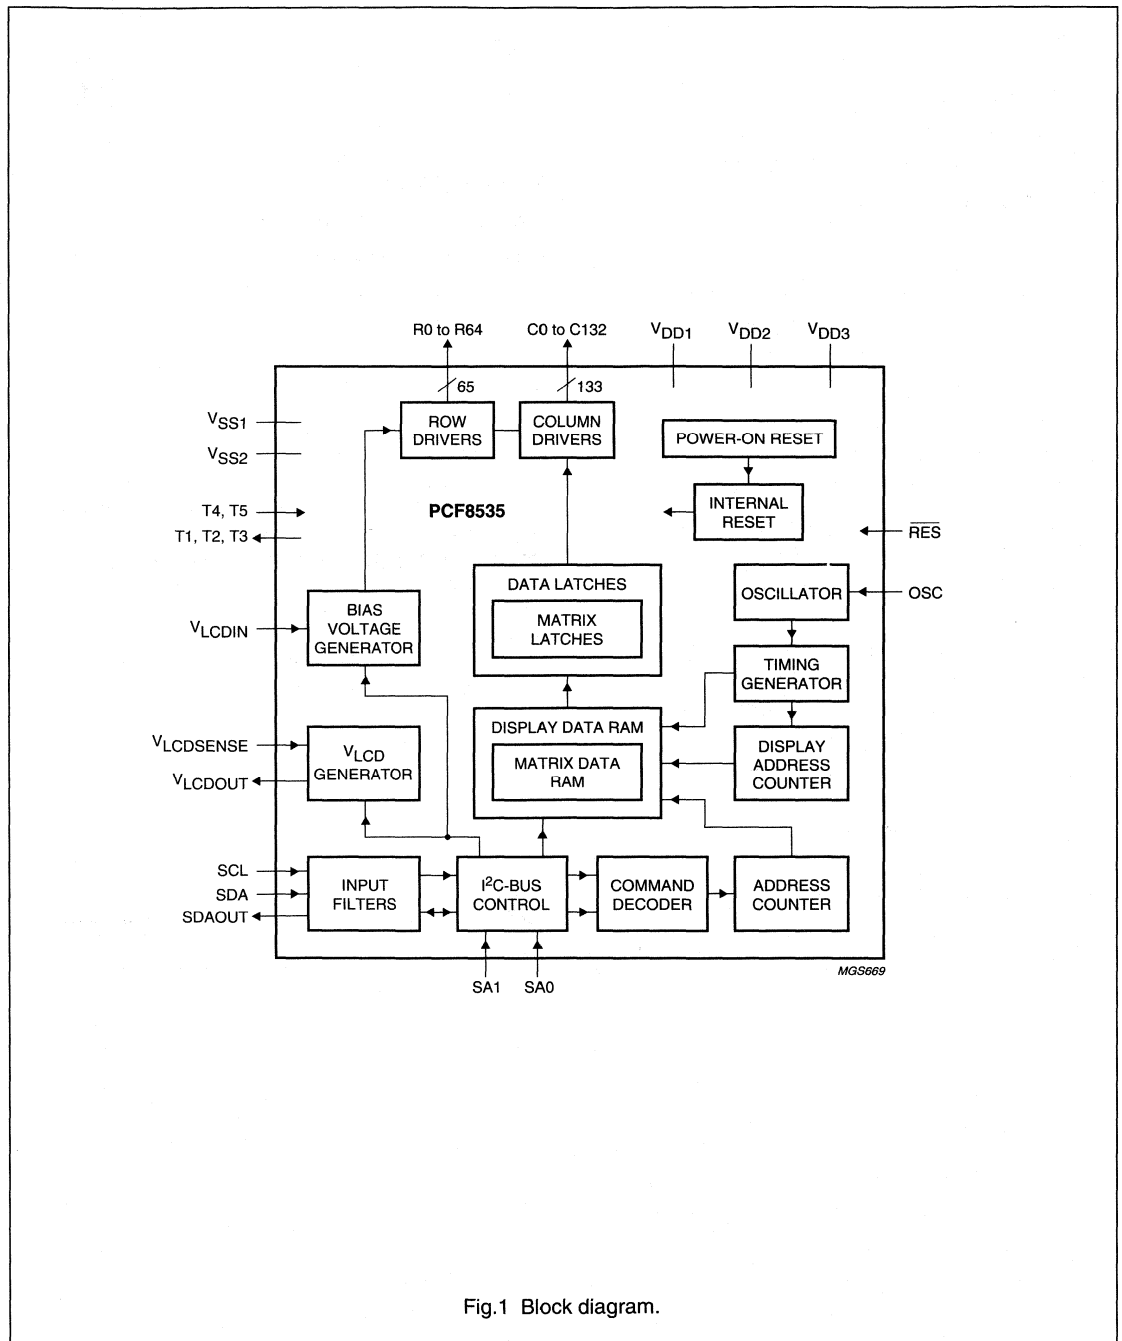 R0 to R64
C0 to C132
VDD1
VDD2
VDD3
65
133
VSS1
VSS2
ROW
DRIVERS
COLUMN
DRIVERS
POWER-ON RESET
T4, T5
T1, T2, T3
PCF8535
INTERNAL
RESET
RES
DATA LATCHES
MATRIX
LATCHES
OSCILLATOR
OSC
VLCDIN
BIAS
VOLTAGE
GENERATOR
TIMING
GENERATOR
VLCDSENSE
VLCDOUT
VLCD
GENERATOR
DISPLAY DATA RAM
MATRIX DATA
RAM
DISPLAY
ADDRESS
COUNTER
SCL
SDA
SDAOUT
INPUT
FILTERS
I²C-BUS
CONTROL
COMMAND
DECODER
ADDRESS
COUNTER
MGS669
SA1
SA0
Fig.1 Block diagram.